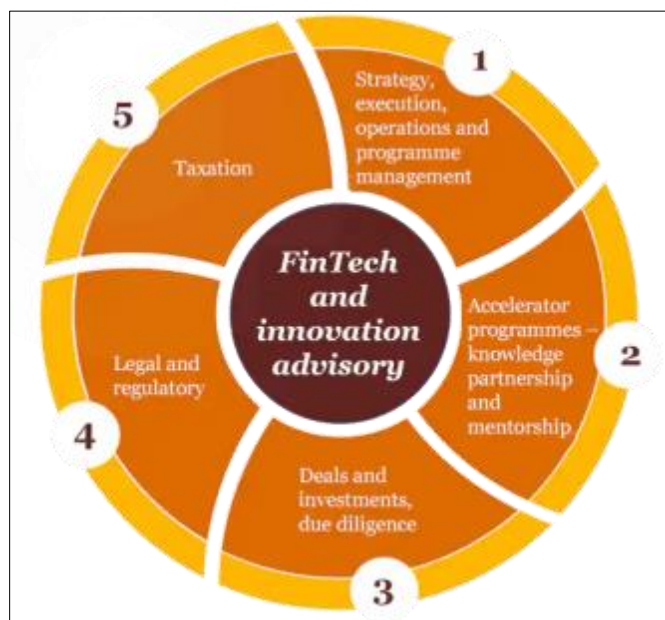 FinTech
and
innovation
advisory
1
Strategy,
execution,
operations and
programme
management
2
Accelerator
programmes –
knowledge
partnership
and
mentorship
3
Deals and
investments,
due diligence
4
Legal and
regulatory
5
Taxation